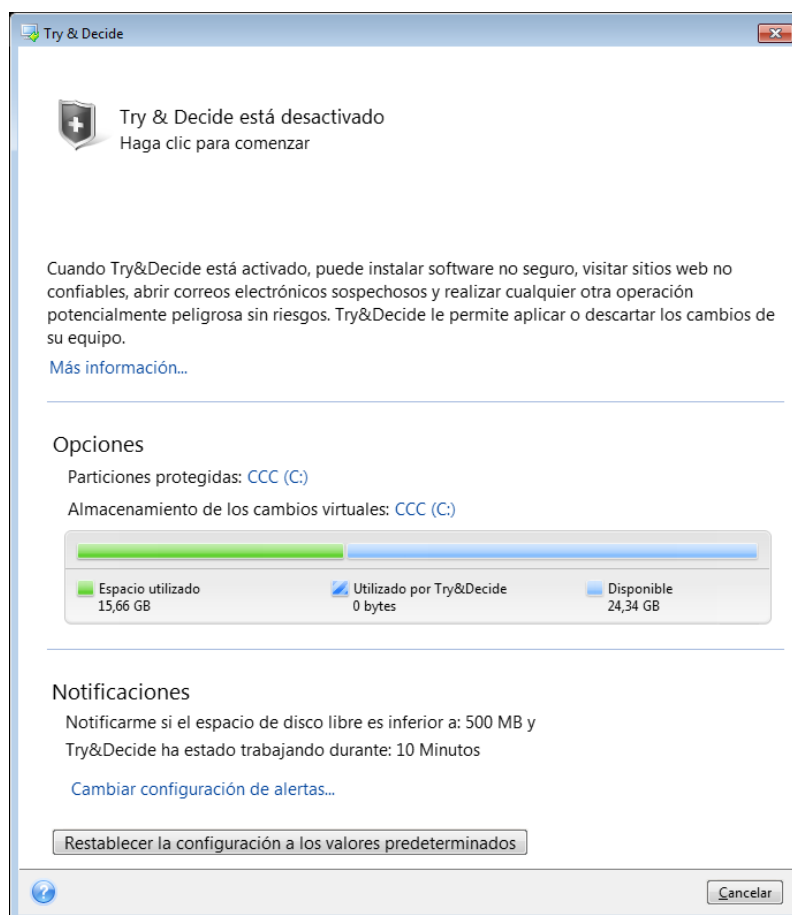 Try & Decide
Try & Decide está desactivado
Haga clic para comenzar
Cuando Try&Decide está activado, puede instalar software no seguro, visitar sitios web no
confiables, abrir correos electrónicos sospechosos y realizar cualquier otra operación
potencialmente peligrosa sin riesgos. Try&Decide le permite aplicar o descartar los cambios de
su equipo.
Más información...
Opciones
Particiones protegidas: CCC (C:)
Almacenamiento de los cambios virtuales: CCC (C:)
Espacio utilizado Utilizado por Try&Decide Disponible
15,66 GB 0 bytes 24,34 GB
Notificaciones
Notificarme si el espacio de disco libre es inferior a: 500 MB y
Try&Decide ha estado trabajando durante: 10 Minutos
Cambiar configuración de alertas...
Restablecer la configuración a los valores predeterminados
Cancelar